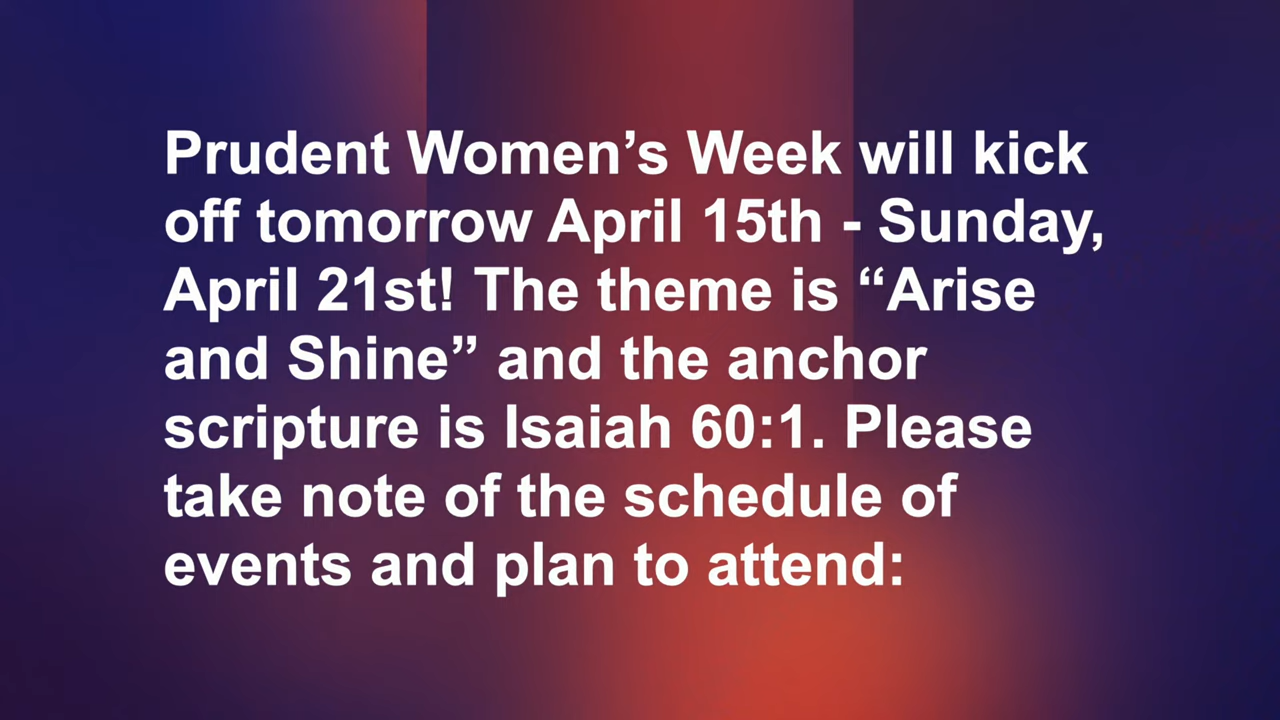 Prudent Women’s Week will kick
off tomorrow April 15th - Sunday,
April 21st! The theme is “Arise
and Shine” and the anchor
scripture is Isaiah 60:1. Please
take note of the schedule of
events and plan to attend: